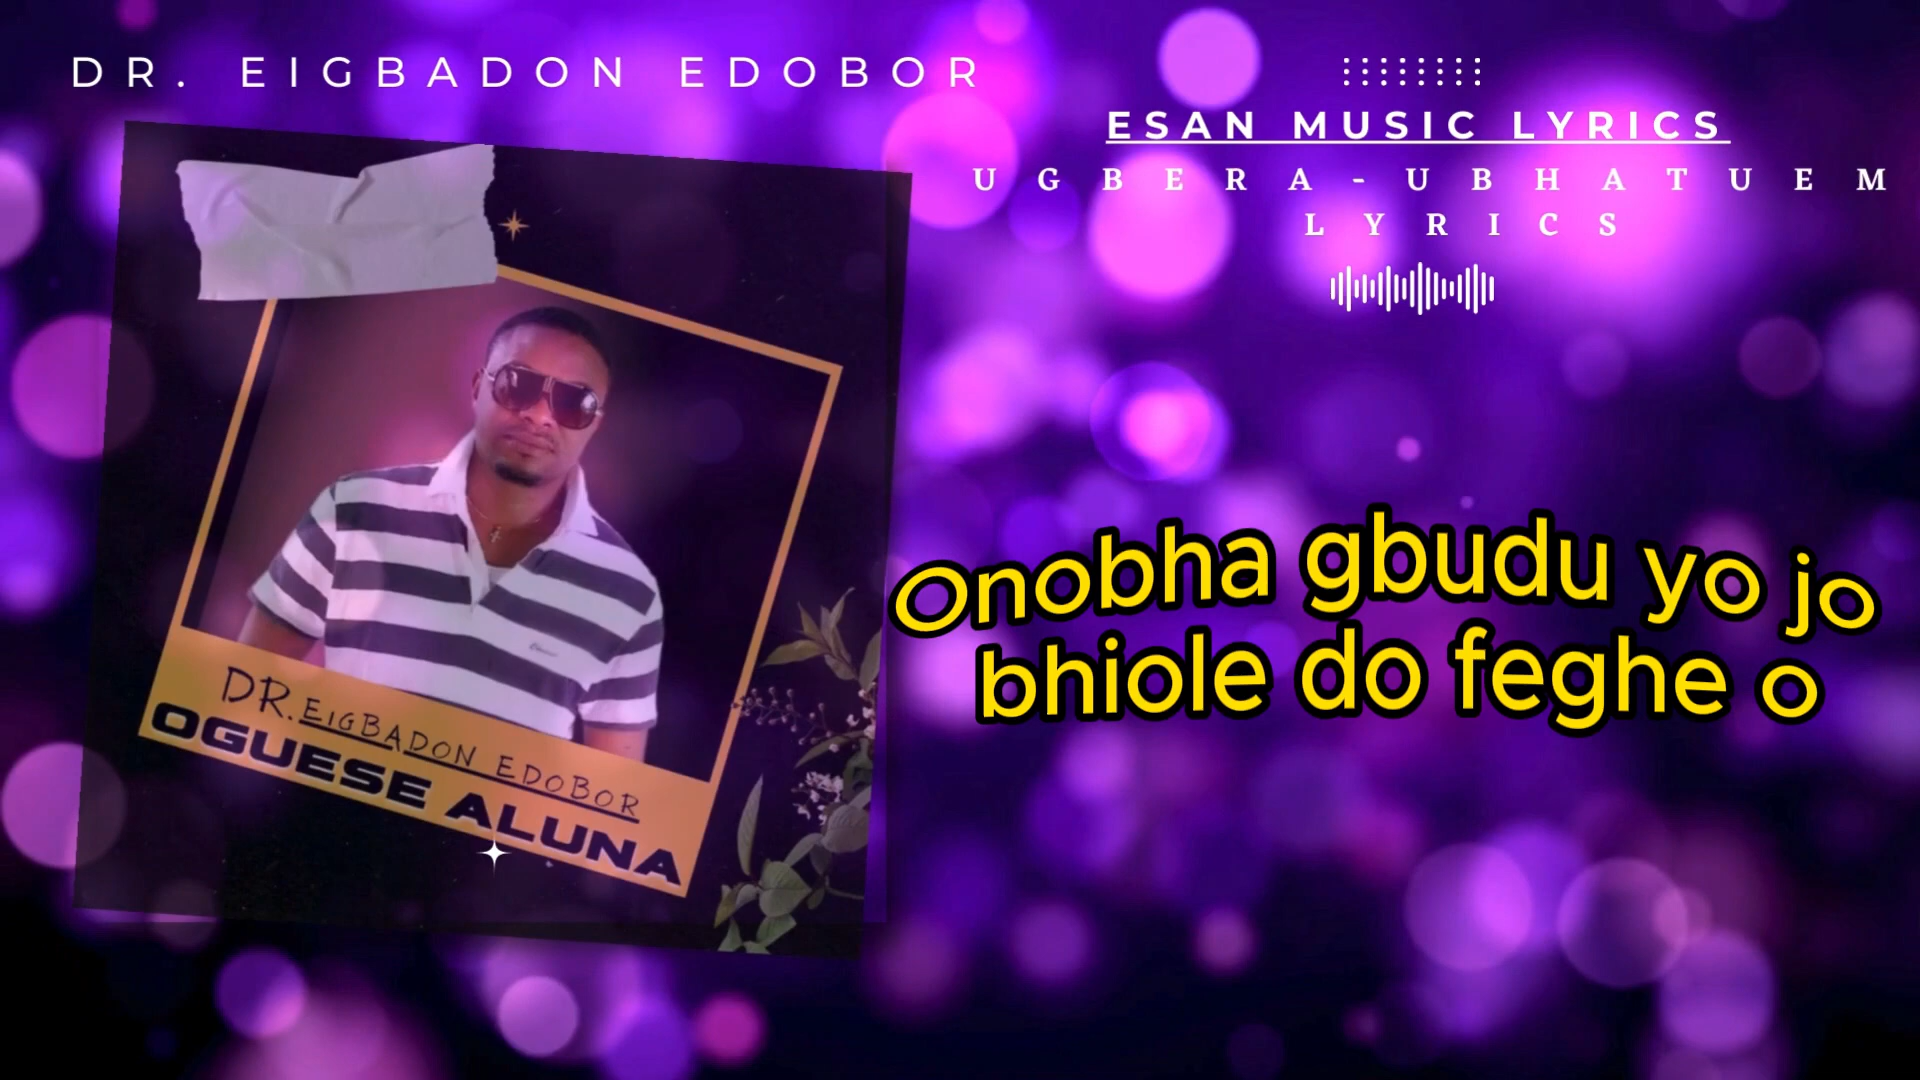 DR. EIGBADON EDOBOR
ESAN MUSIC LYRICS
UGBERA-UBHATUEM
LYRICS
Onobha gbudu yo jo
bhiole do feghe o
DR. EIGBADON EDOBOR
OGUESE ALUNA